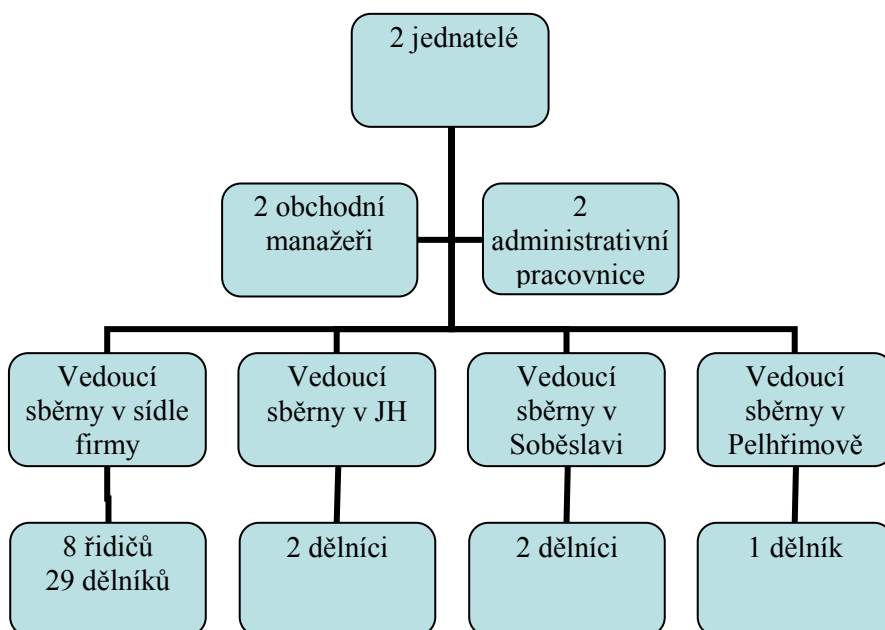 2 jednatelé
2 obchodní
manažeři
2
administrativní
pracovnice
Vedoucí
sběrny v sídle
firmy
Vedoucí
sběrny v JH
Vedoucí
sběrny v
Soběslavi
Vedoucí
sběrny v
Pelhřimově
8 řidičů
29 dělníků
2 dělníci
2 dělníci
1 dělník